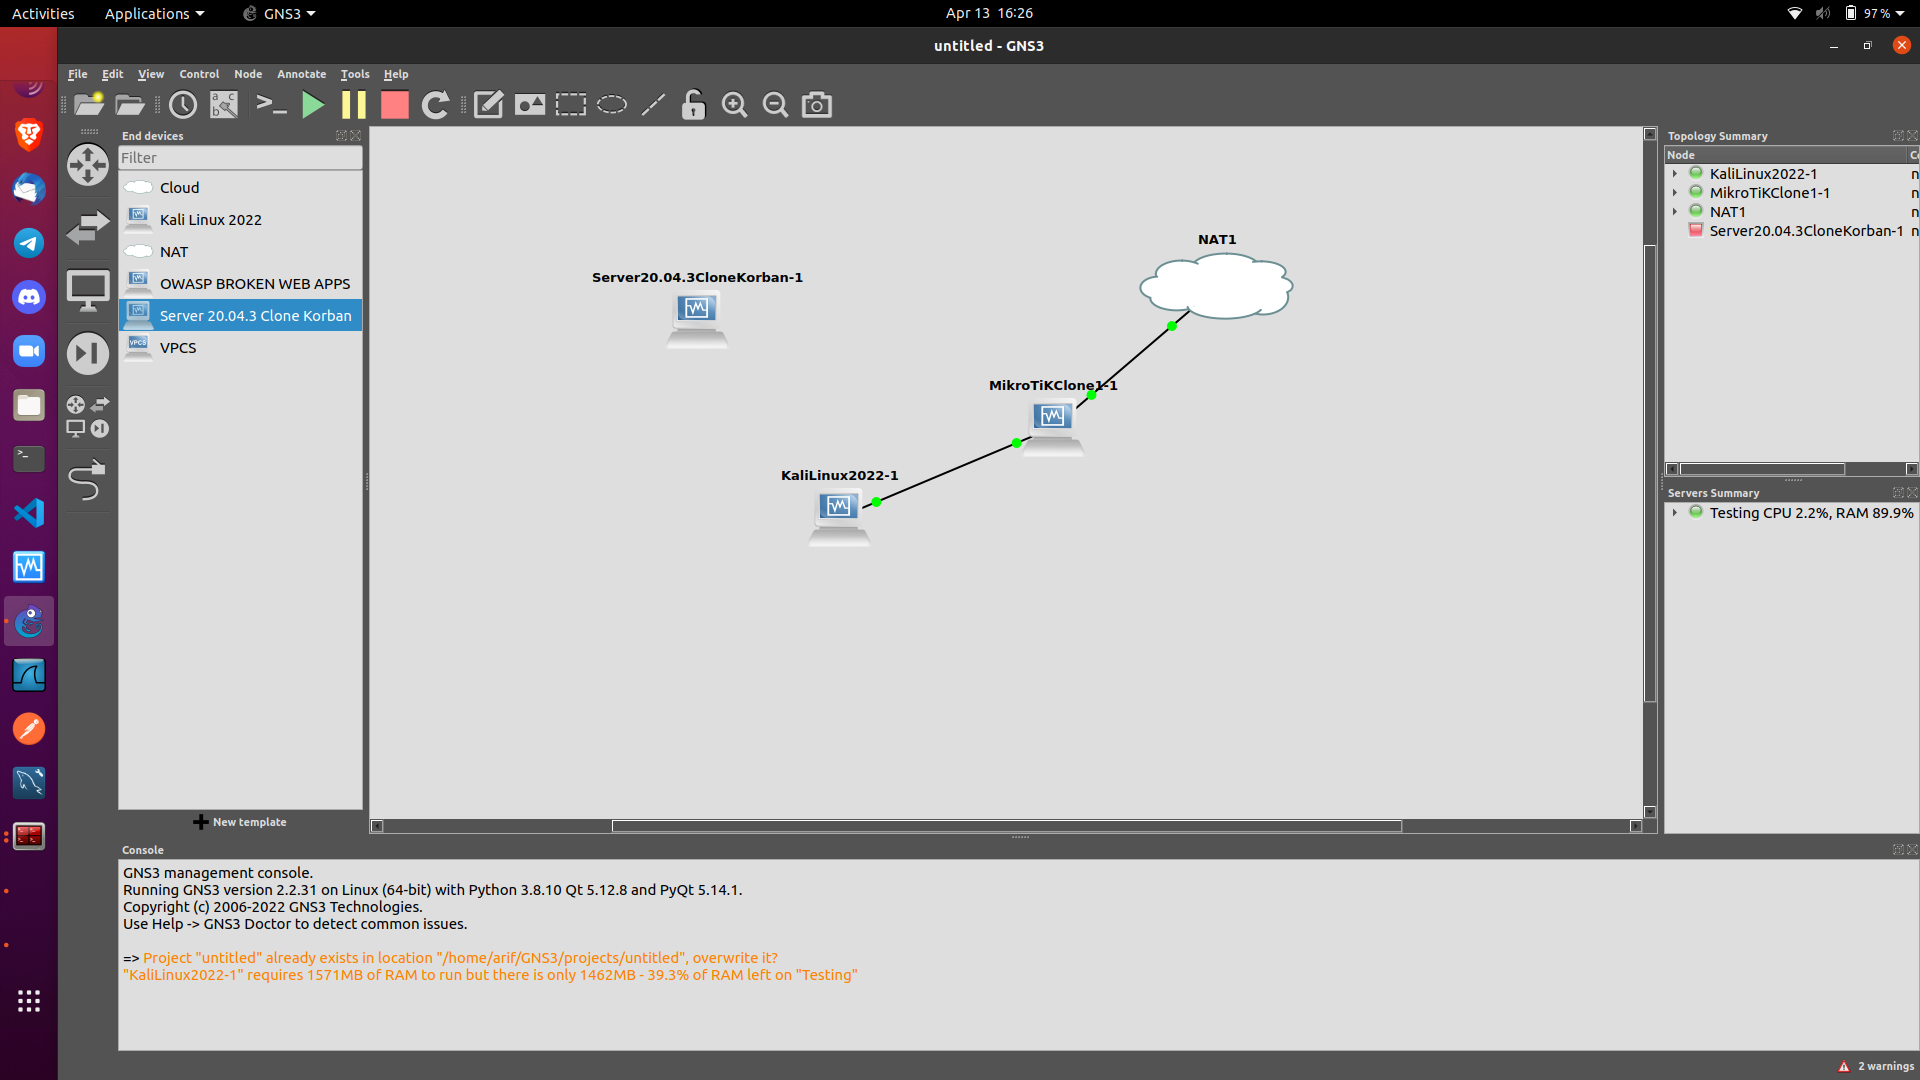 Activities
Applications
GNS3
Apr 13 16:26
97 %
untitled - GNS3
File Edit View Control Node Annotate Tools Help
End devices
Filter
Cloud
Kali Linux 2022
NAT
OWASP BROKEN WEB APPS
Server 20.04.3 Clone Korban
VPCS
New template
NAT1
Server20.04.3CloneKorban-1
MikroTiKClone1-1
KaliLinux2022-1
Topology Summary
Node
KaliLinux2022-1
MikroTiKClone1-1
NAT1
Server20.04.3CloneKorban-1
Servers Summary
Testing CPU 2.2%, RAM 89.9%
Console
GNS3 management console.
Running GNS3 version 2.2.31 on Linux (64-bit) with Python 3.8.10 Qt 5.12.8 and PyQt 5.14.1.
Copyright (c) 2006-2022 GNS3 Technologies.
Use Help -> GNS3 Doctor to detect common issues.
=> Project "untitled" already exists in location "/home/arif/GNS3/projects/untitled", overwrite it?
"KaliLinux2022-1" requires 1571MB of RAM to run but there is only 1462MB - 39.3% of RAM left on "Testing"
2 warnings